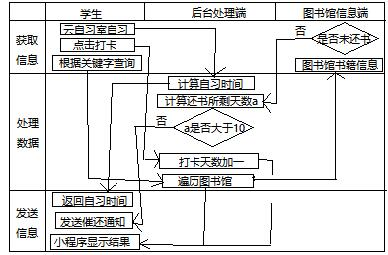 学生
后台处理端
图书馆信息端
获取
信息
云自习室自习
点击打卡
根据关键字查询
否
是否未还书
图书馆书籍信息
处理
数据
计算自习时间
计算还书所剩天数a
否
a是否大于10
打卡天数加一
遍历图书馆
发送
信息
返回自习时间
发送催还通知
小程序显示结果